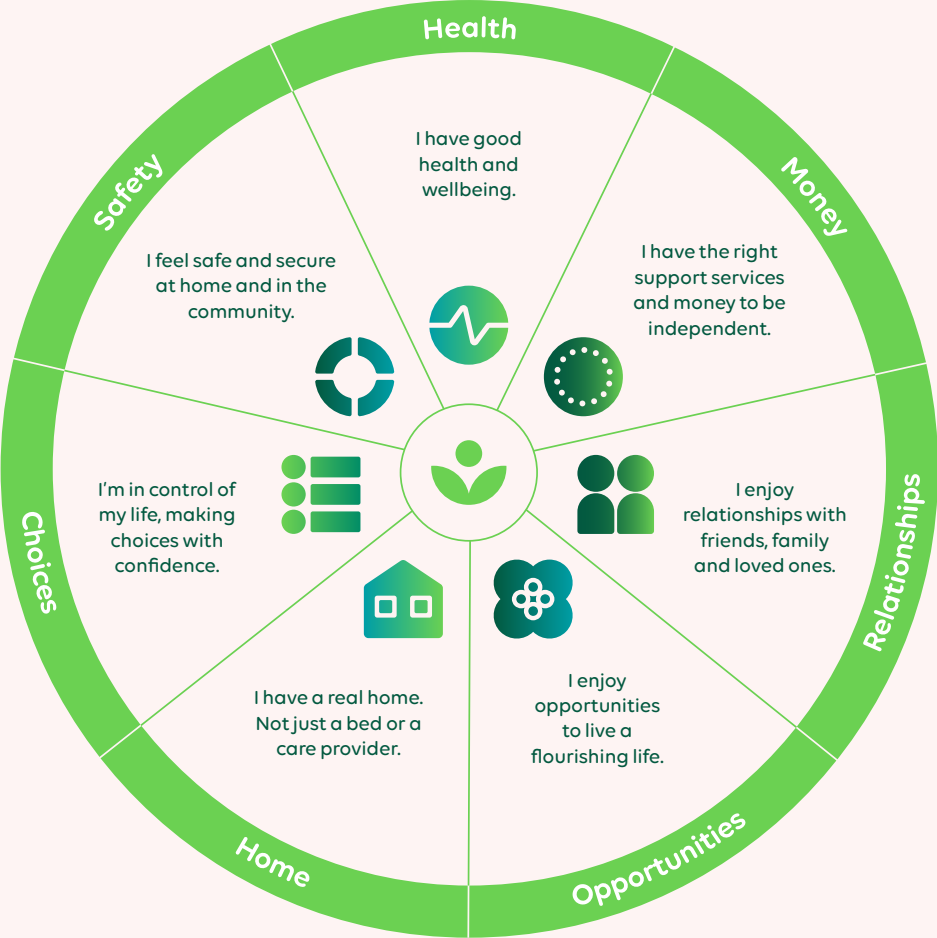 Health
I have good
health and
wellbeing.
Money
I have the right
support services
and money to be
independent.
Relationships
I enjoy
relationships with
friends, family
and loved ones.
Opportunities
I enjoy
opportunities
to live a
flourishing life.
Home
I have a real home.
Not just a bed or a
care provider.
Choices
I'm in control of
my life, making
choices with
confidence.
Safety
I feel safe and secure
at home and in the
community.